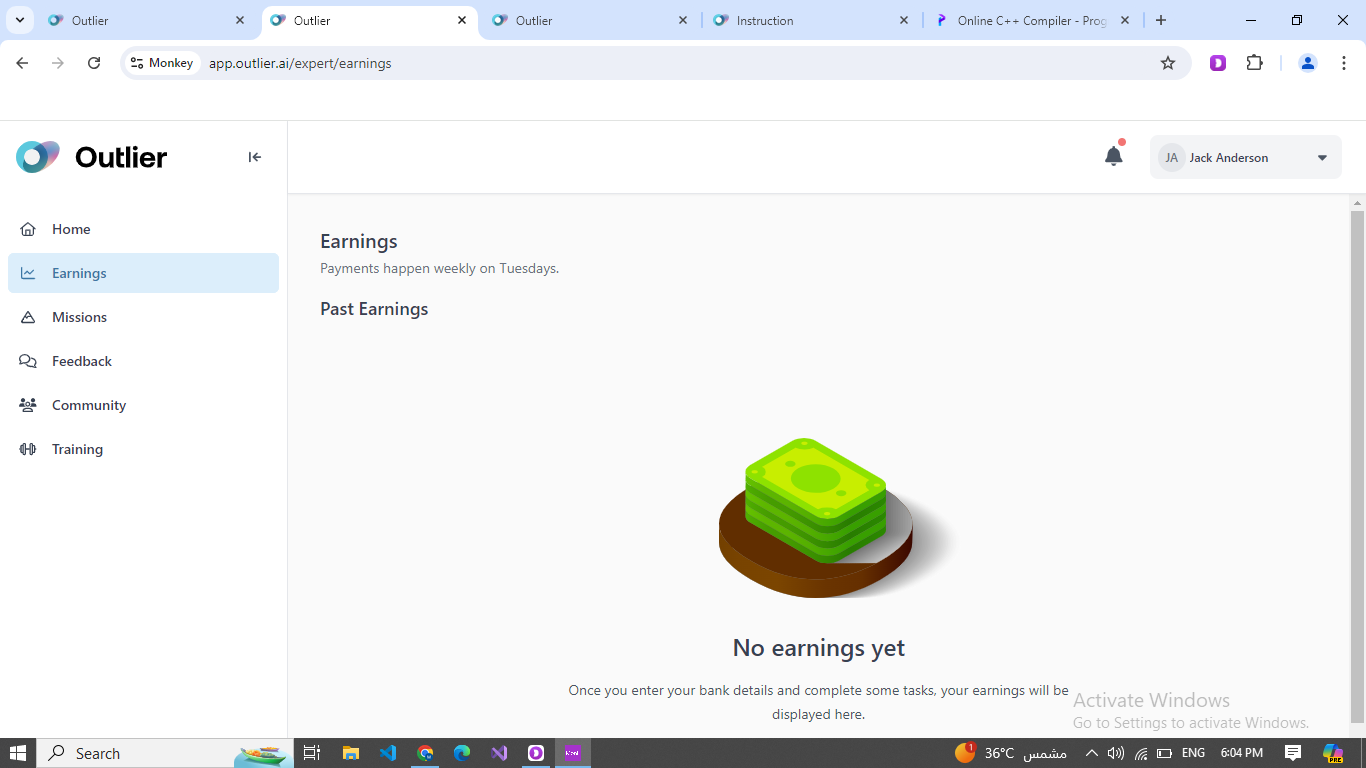 Outlier
Outlier
Outlier
Instruction
Online C++ Compiler - Prog
Monkey
app.outlier.ai/expert/earnings
Outlier
JA Jack Anderson
Home
Earnings
Missions
Feedback
Community
Training
Earnings
Payments happen weekly on Tuesdays.
Past Earnings
No earnings yet
Once you enter your bank details and complete some tasks, your earnings will be
displayed here.
Activate Windows
Go to Settings to activate Windows.
Search
1
36°C مشمس
ENG
6:04 PM
PRE